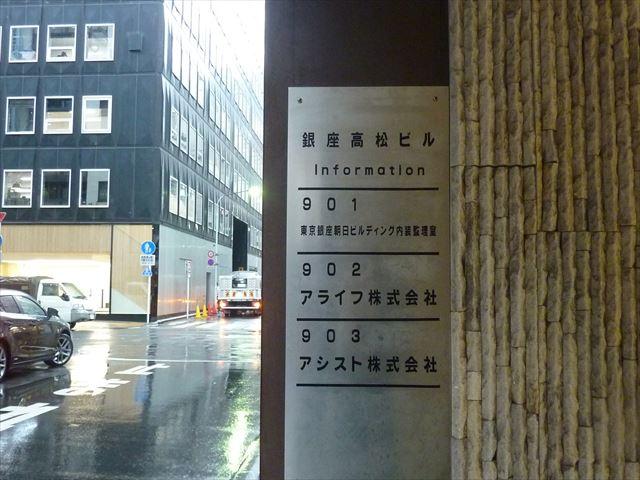 銀座高松ビル
Information
901
東京銀座朝日ビルディング内装監理室
902
アライフ株式会社
903
アシスト株式会社